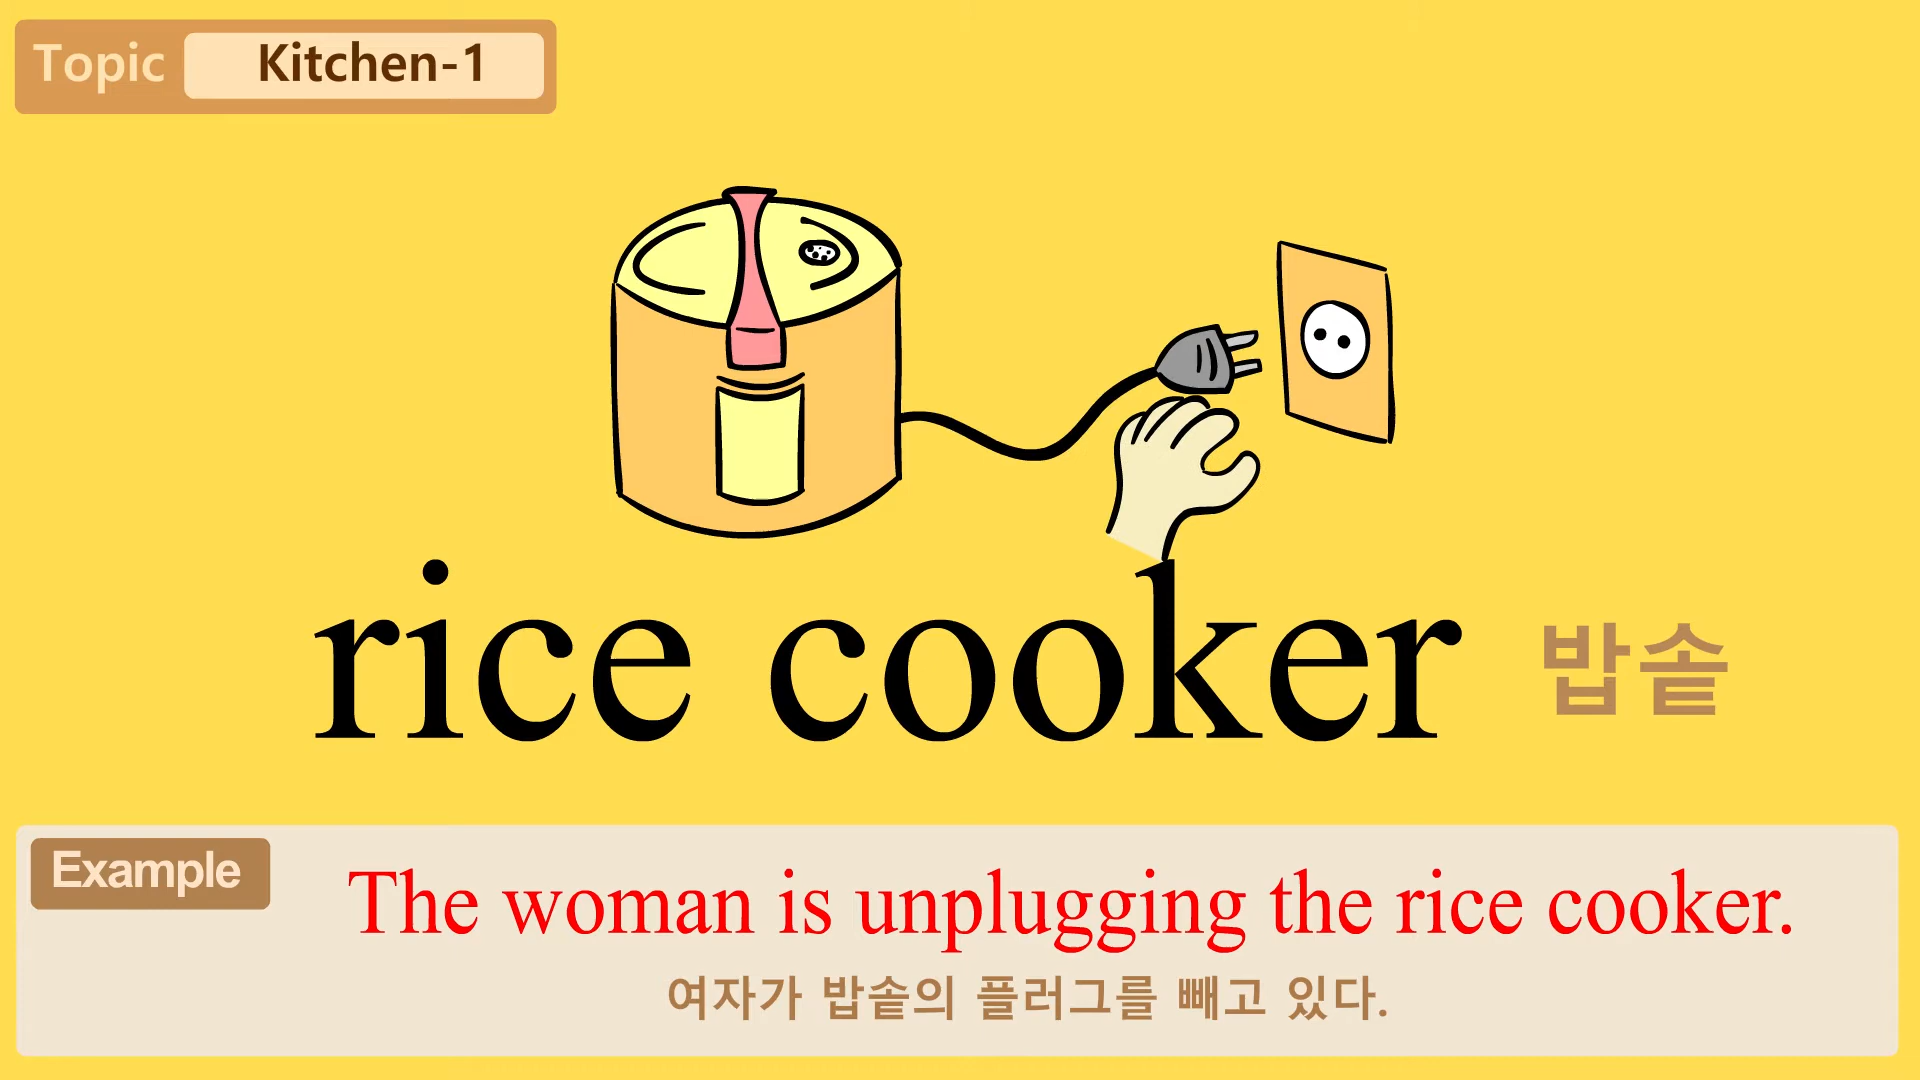 Topic Kitchen-1
rice cooker 밥솥
Example
The woman is unplugging the rice cooker.
여자가 밥솥의 플러그를 빼고 있다.